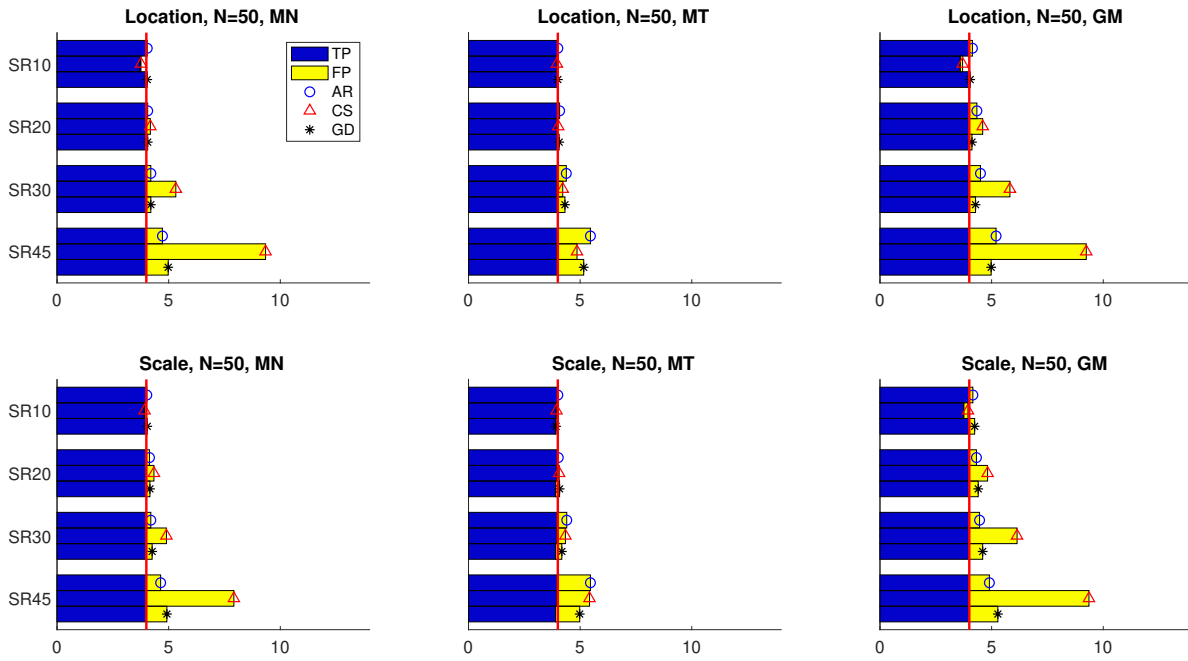 Location, N=50, MN
Location, N=50, MT
Location, N=50, GM
SR10
SR20
SR30
SR45
TP
FP
AR
CS
GD
0 5 10
0 5 10
0 5 10
Scale, N=50, MN
Scale, N=50, MT
Scale, N=50, GM
SR10
SR20
SR30
SR45
0 5 10
0 5 10
0 5 10